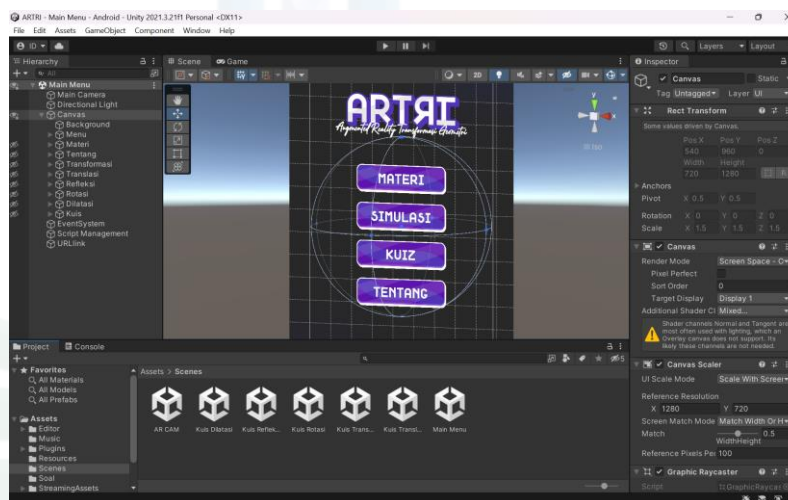 ARTRI - Main Menu - Android - Unity 2021.3.21f1 Personal <DX11>
File Edit Assets GameObject Component Window Help
ID
Layers
Layout
Hierarchy
All
Main Menu
Main Camera
Directional Light
Canvas
Background
Menu
Materi
Tentang
Transformasi
Translasi
Refleksi
Rotasi
Dilatasi
Kuis
EventSystem
Script Management
URLlink
Scene
Game
2D
ARTЯI
Augmented Reality Transformasi Geometri
MATERI
SIMULASI
KUIZ
TENTANG
y
Iso
Inspector
Canvas
Static
Tag Untagged
Layer UI
Rect Transform
Some values driven by Canvas.
Pos X Pos Y Pos Z
540 960 0
Width Height
720 1280
R
Anchors
Pivot X 0.5 Y 0.5
Rotation X 0 Y 0 Z 0
Scale X 1.5 Y 1.5 Z 1.5
Canvas
Render Mode Screen Space - O
Pixel Perfect
Sort Order 0
Target Display Display 1
Additional Shader Cl Mixed...
Shader channels Normal and Tangent are
most often used with lighting, which an
Overlay canvas does not support. Its
likely these channels are not needed.
Canvas Scaler
UI Scale Mode Scale With Screen
Reference Resolution
X 1280 Y 720
Screen Match Mode Match Width Or H
Match 0.5
Width Height
Reference Pixels Per 100
Graphic Raycaster
Script GraphicRaycas
Project
Console
5
Favorites
All Materials
All Models
All Prefabs
Assets
Editor
Music
Plugins
Resources
Scenes
Soal
StreamingAssets
Assets > Scenes
AR CAM
Kuis Dilatasi
Kuis Reflek...
Kuis Rotasi
Kuis Trans...
Kuis Transl...
Main Menu